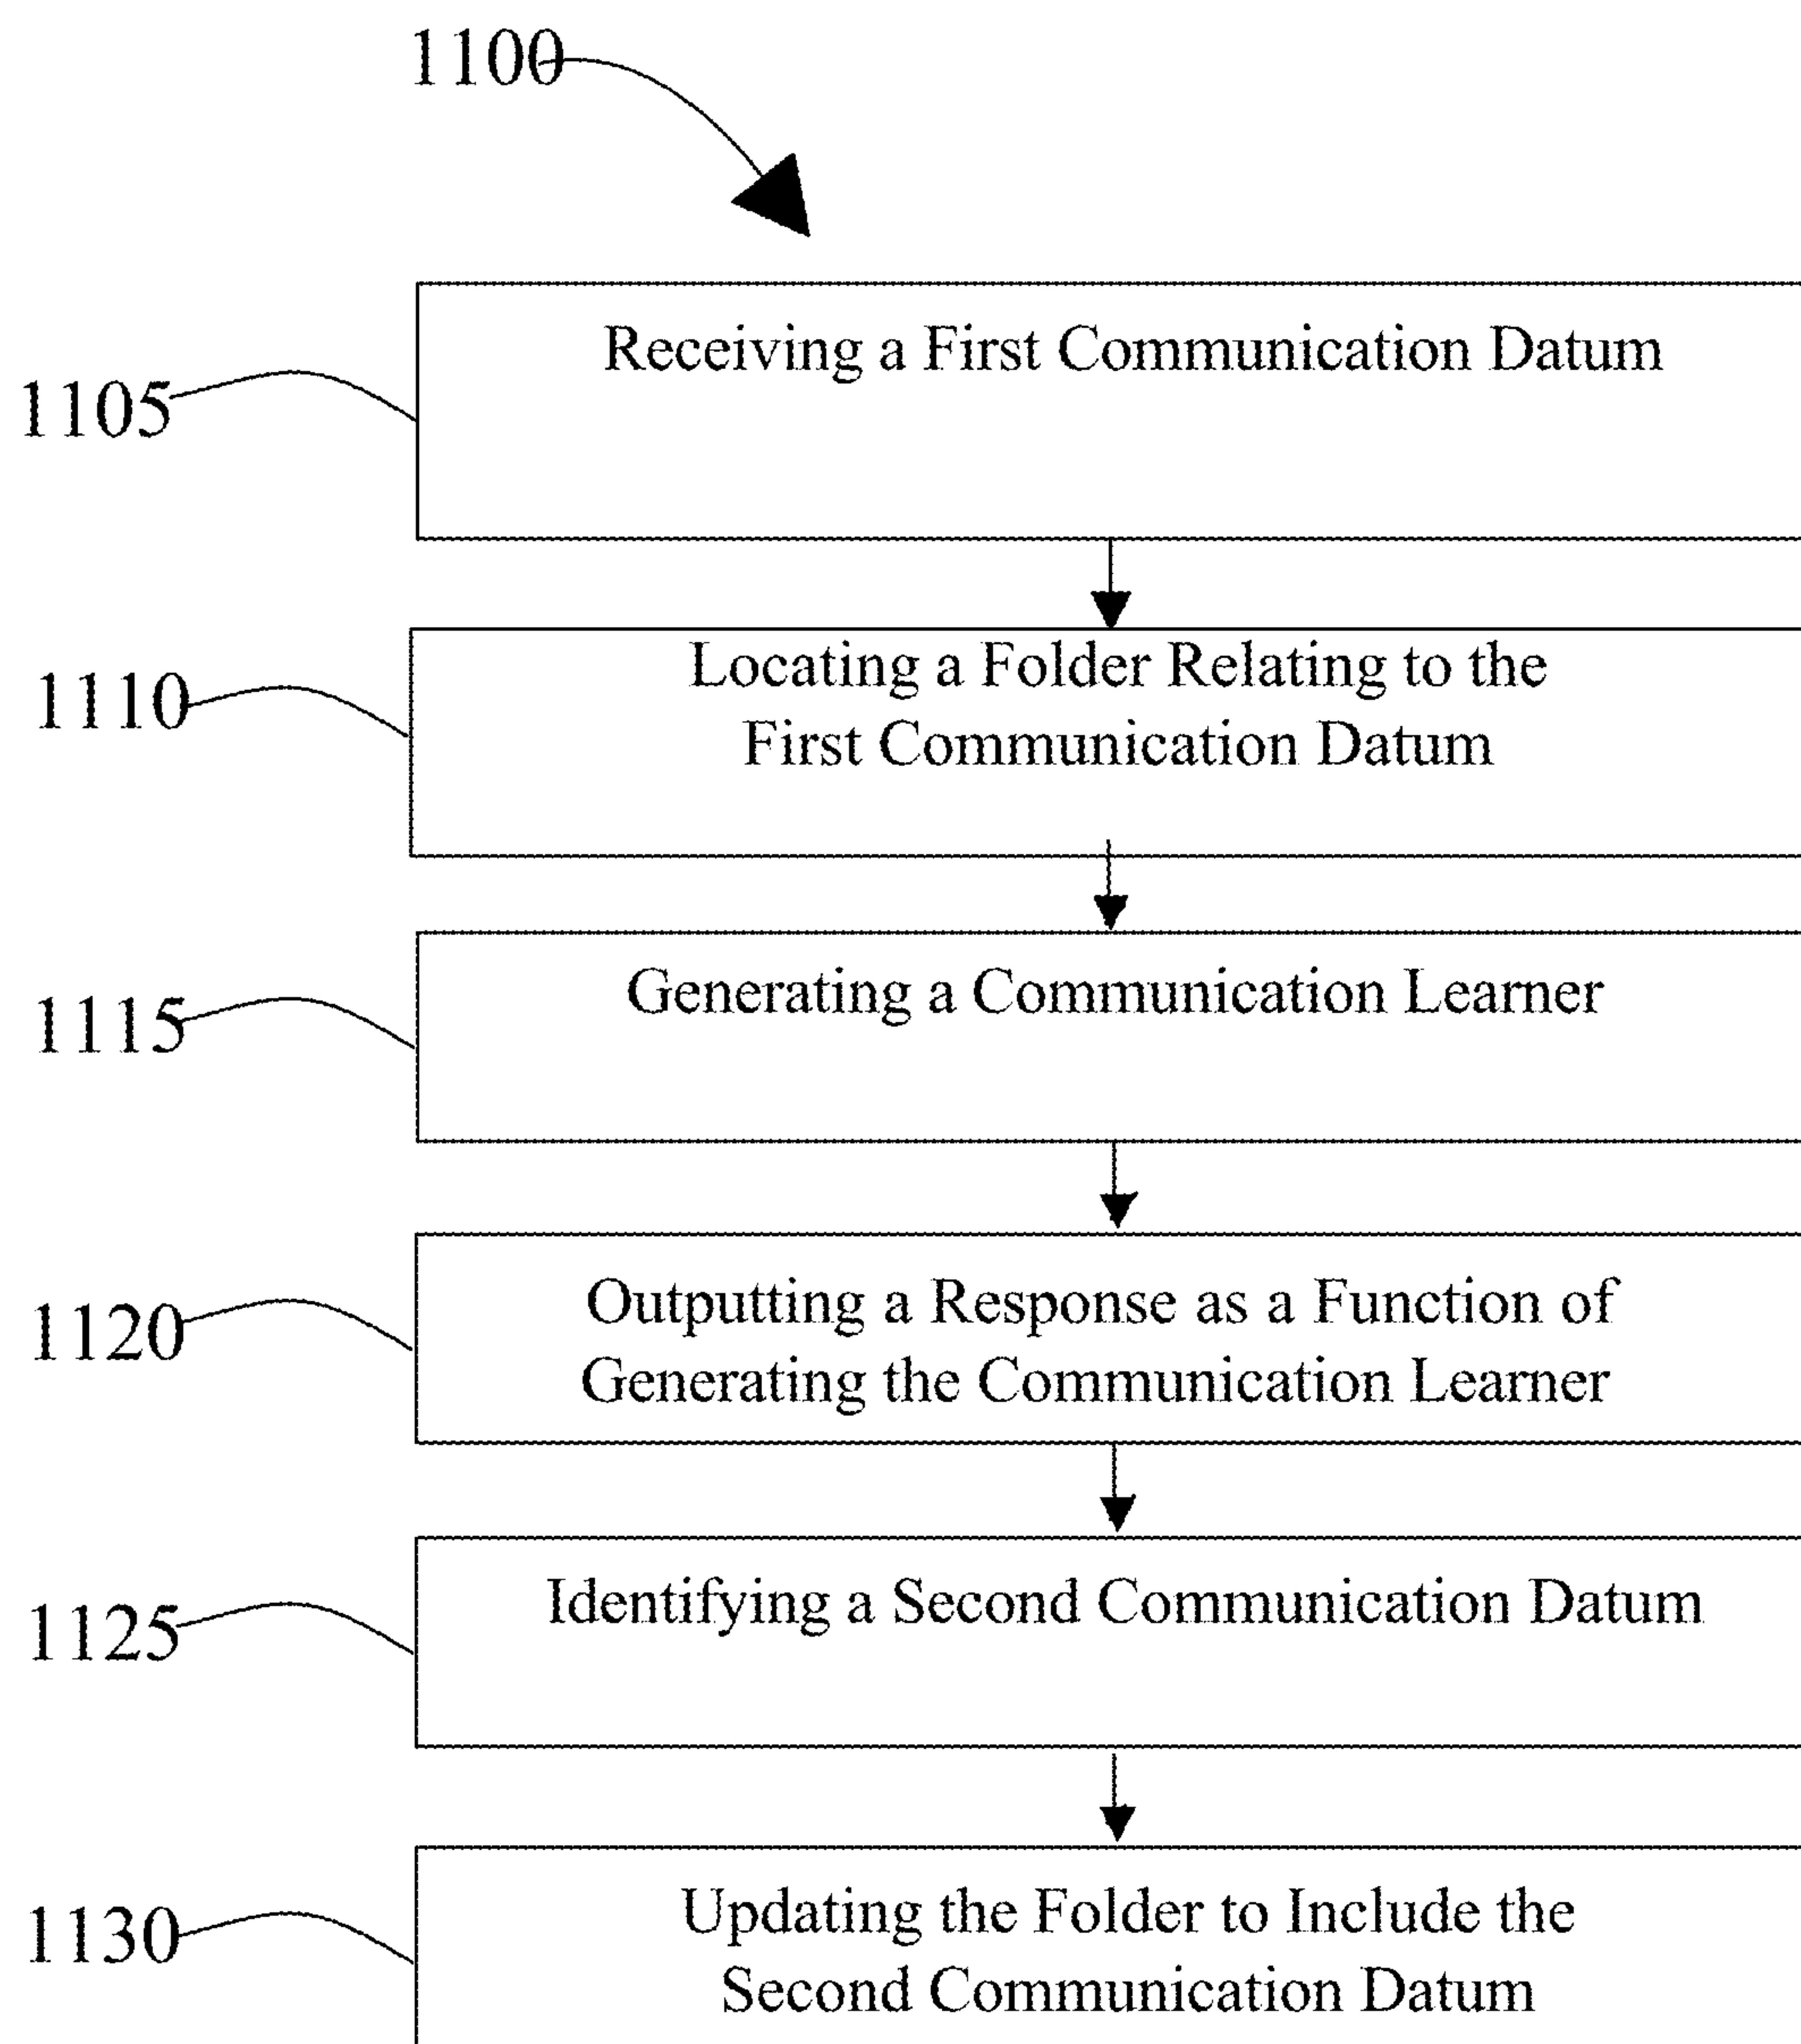 1100
Receiving a First Communication Datum
1105
Locating a Folder Relating to the
First Communication Datum
1110
Generating a Communication Learner
1115
Outputting a Response as a Function of
Generating the Communication Learner
1120
Identifying a Second Communication Datum
1125
Updating the Folder to Include the
Second Communication Datum
1130